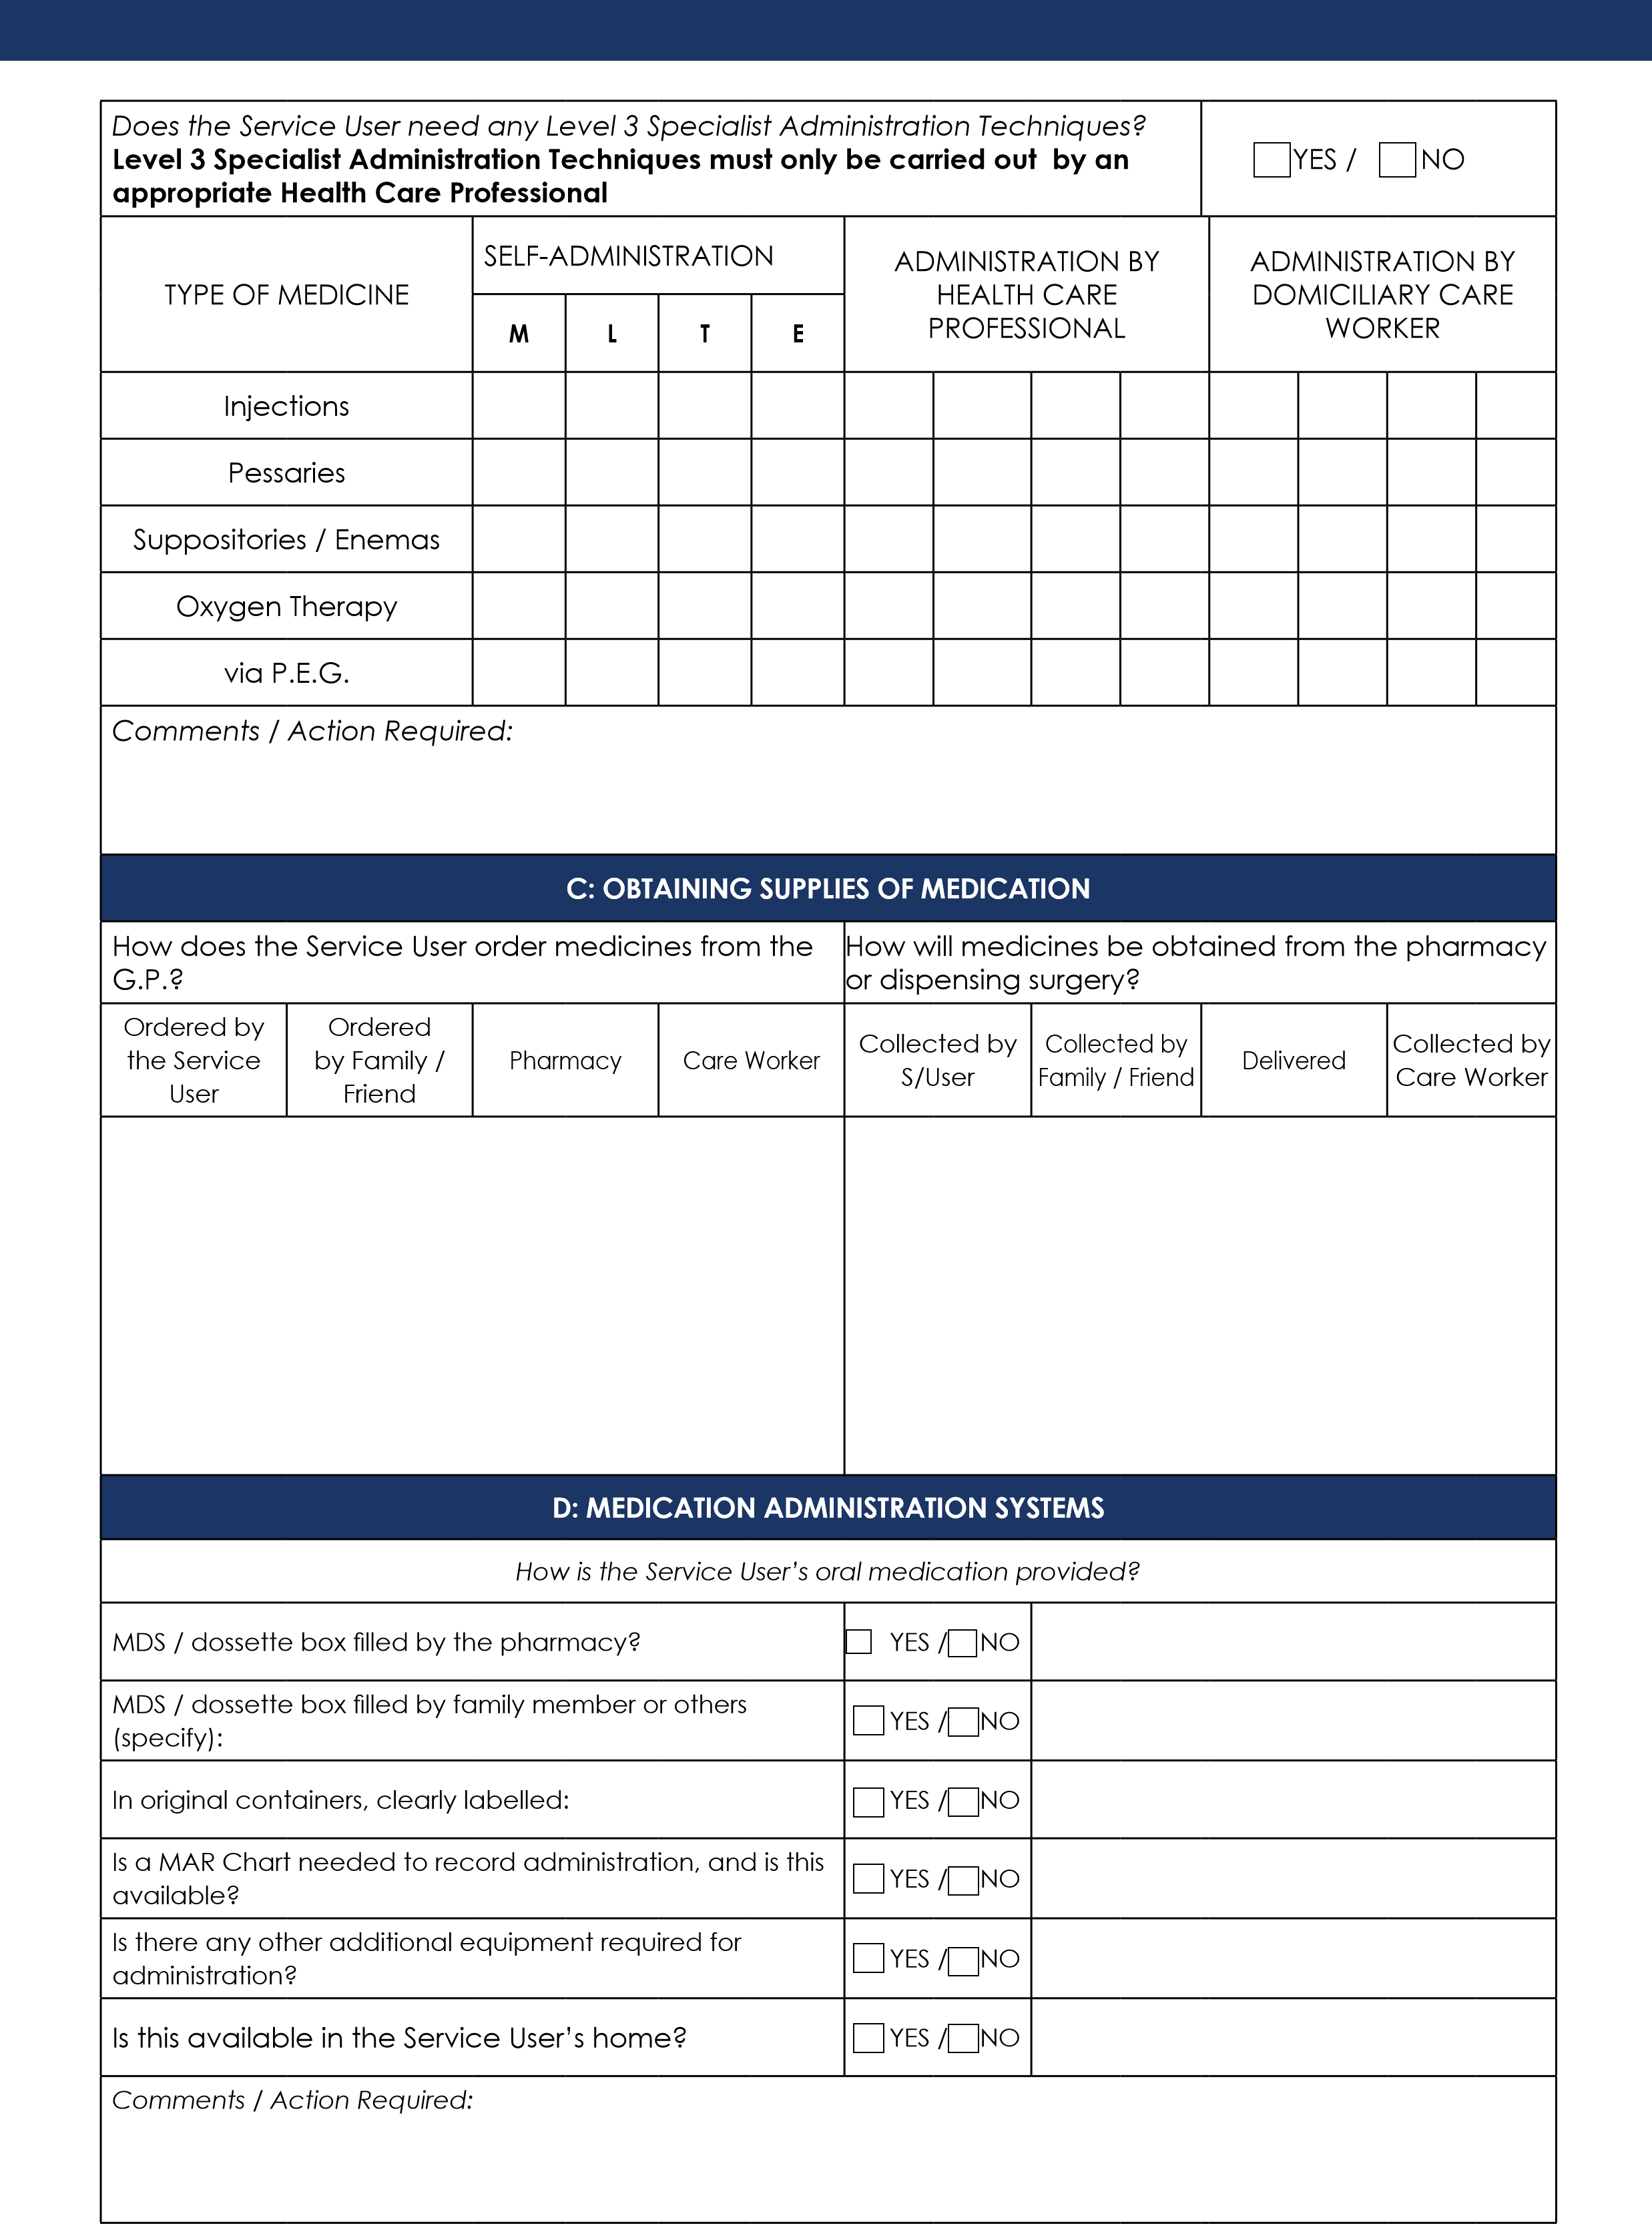 Does the Service User need any Level 3 Specialist Administration Techniques?
Level 3 Specialist Administration Techniques must only be carried out  by an
appropriate Health Care Professional
YES /  NO
TYPE OF MEDICINE
SELF-ADMINISTRATION
M L T E
ADMINISTRATION BY
HEALTH CARE
PROFESSIONAL
ADMINISTRATION BY
DOMICILIARY CARE
WORKER
Injections
Pessaries
Suppositories / Enemas
Oxygen Therapy
via P.E.G.
Comments / Action Required:
C: OBTAINING SUPPLIES OF MEDICATION
How does the Service User order medicines from the
G.P.?
How will medicines be obtained from the pharmacy
or dispensing surgery?
Ordered by
the Service
User
Ordered
by Family /
Friend
Pharmacy
Care Worker
Collected by
S/User
Collected by
Family / Friend
Delivered
Collected by
Care Worker
D: MEDICATION ADMINISTRATION SYSTEMS
How is the Service User’s oral medication provided?
MDS / dossette box filled by the pharmacy?
YES / NO
MDS / dossette box filled by family member or others
(specify):
YES / NO
In original containers, clearly labelled:
YES / NO
Is a MAR Chart needed to record administration, and is this
available?
YES / NO
Is there any other additional equipment required for
administration?
YES / NO
Is this available in the Service User’s home?
YES / NO
Comments / Action Required: